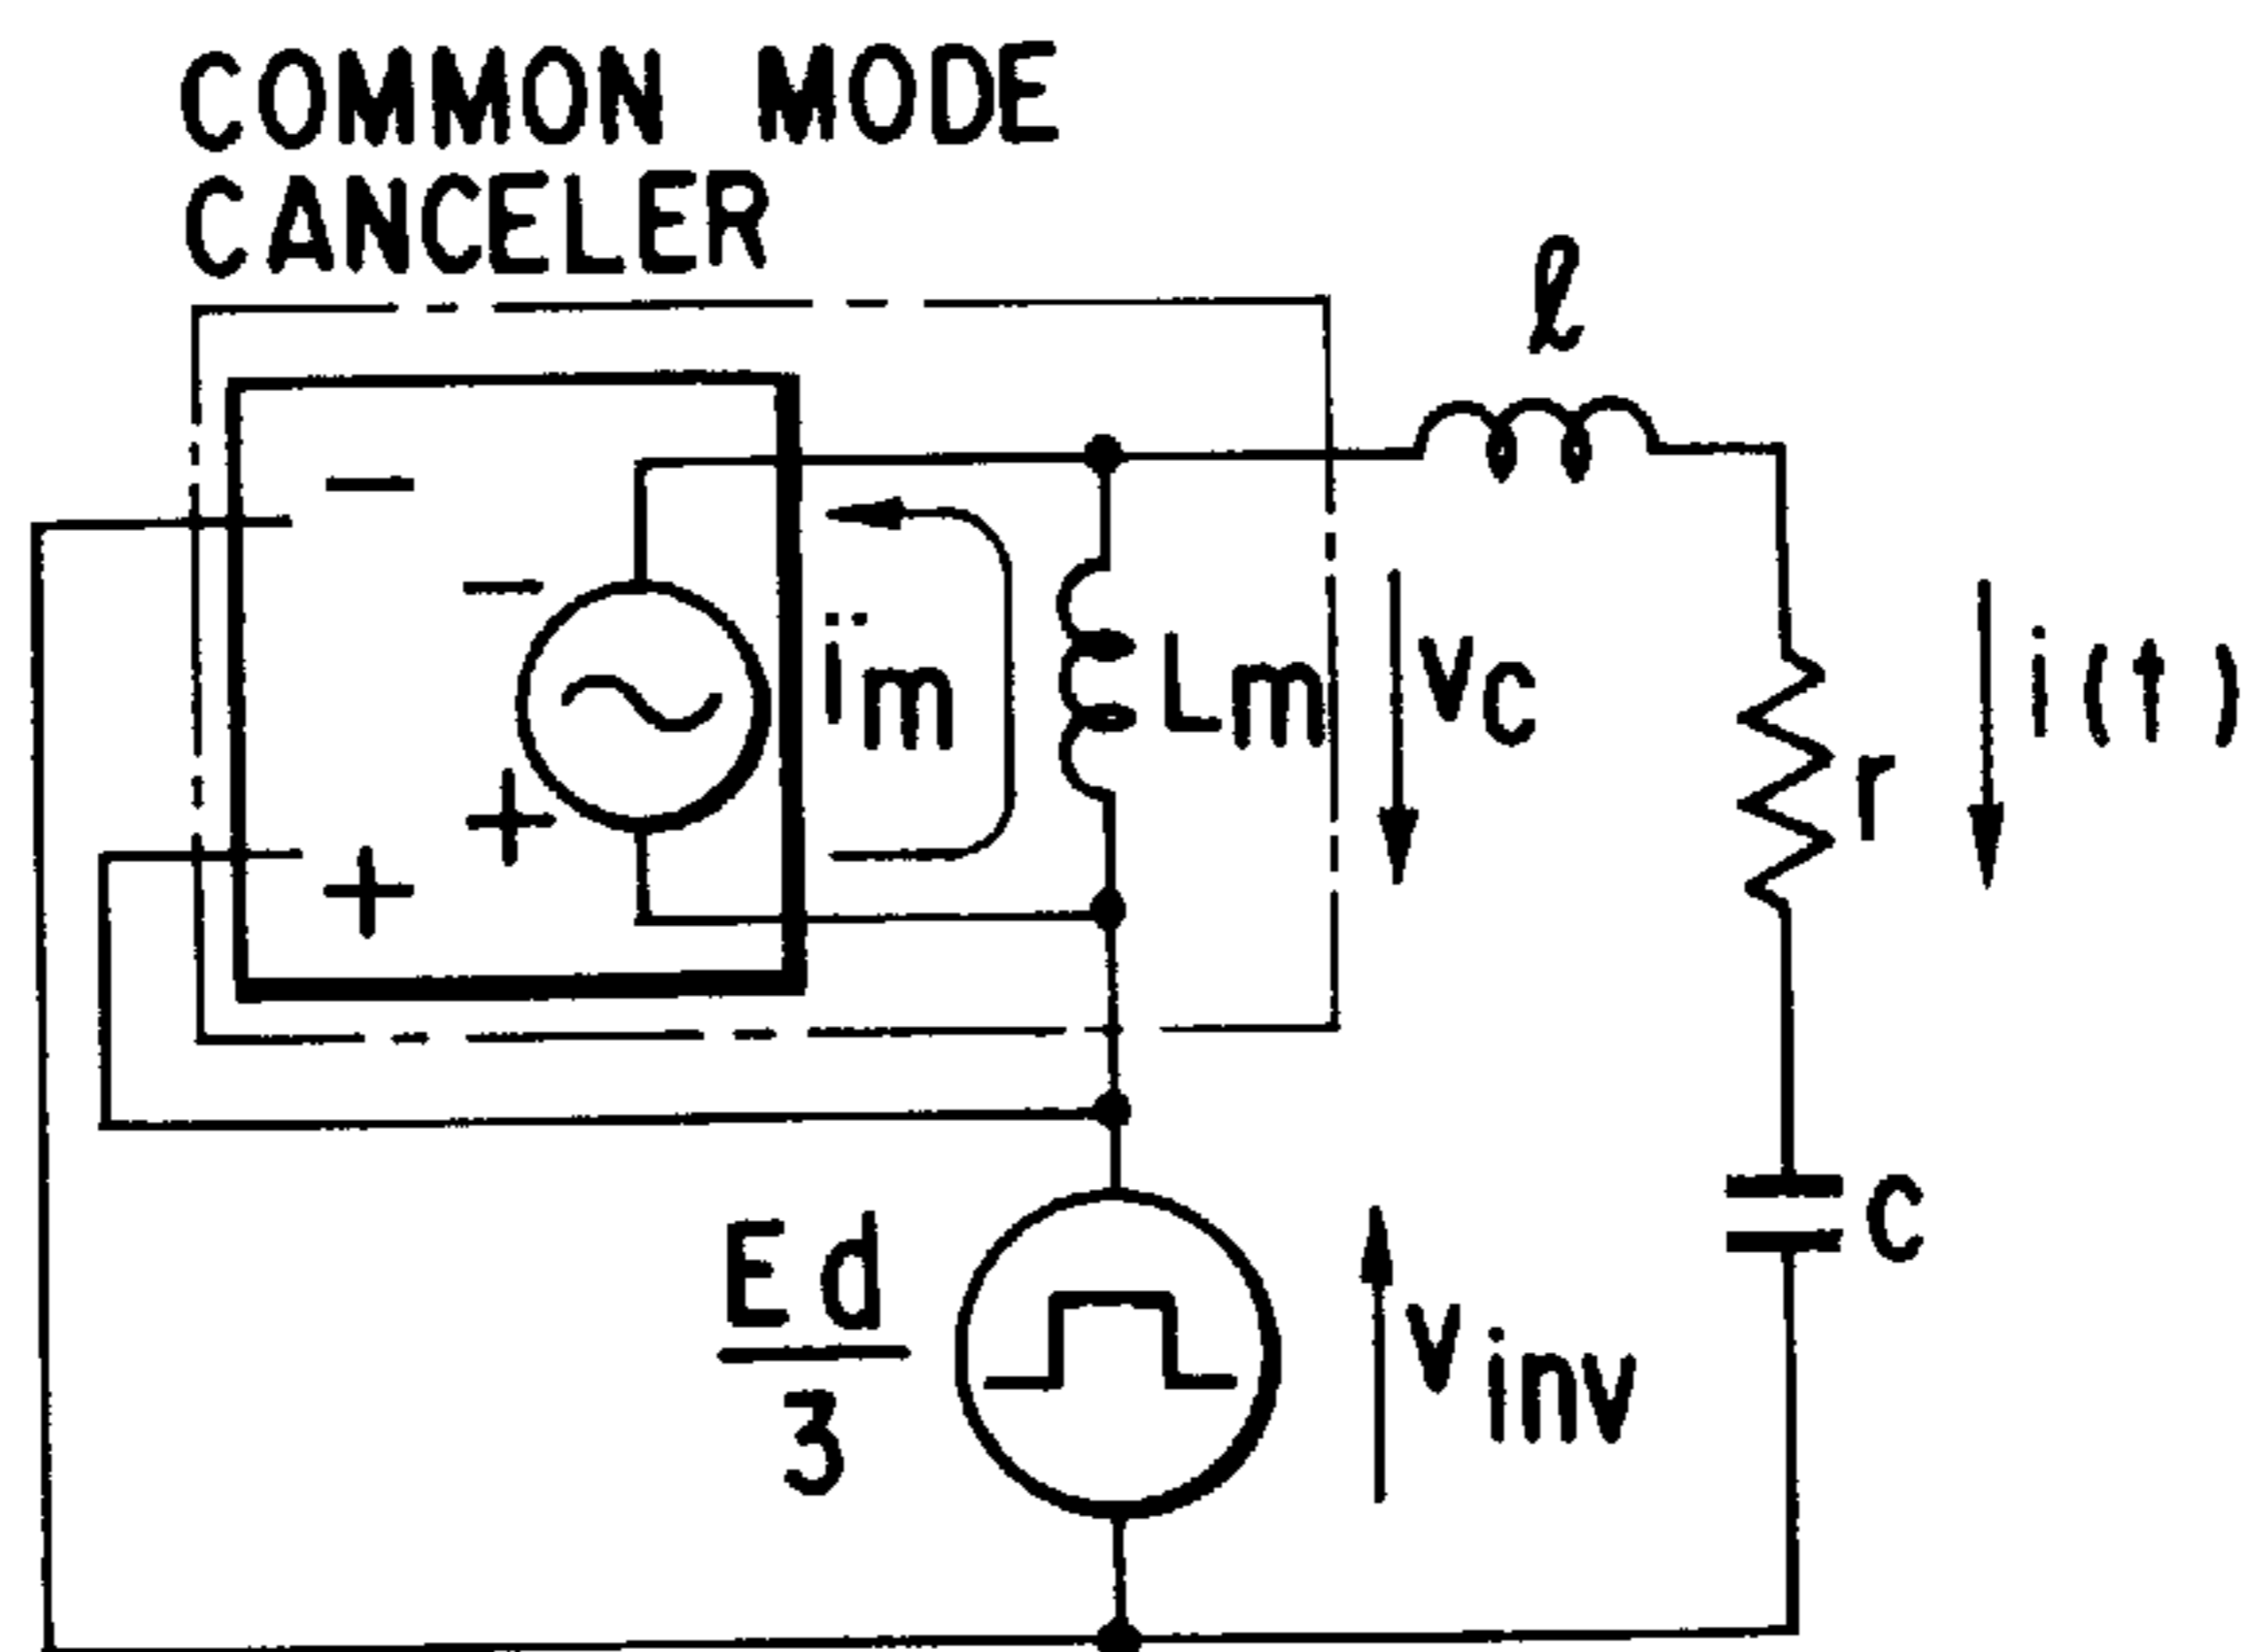 COMMON MODE
CANCELER
ℓ
−
−
im
Lm
vc
i(t)
r
+
+
C
Ed
3
vinv